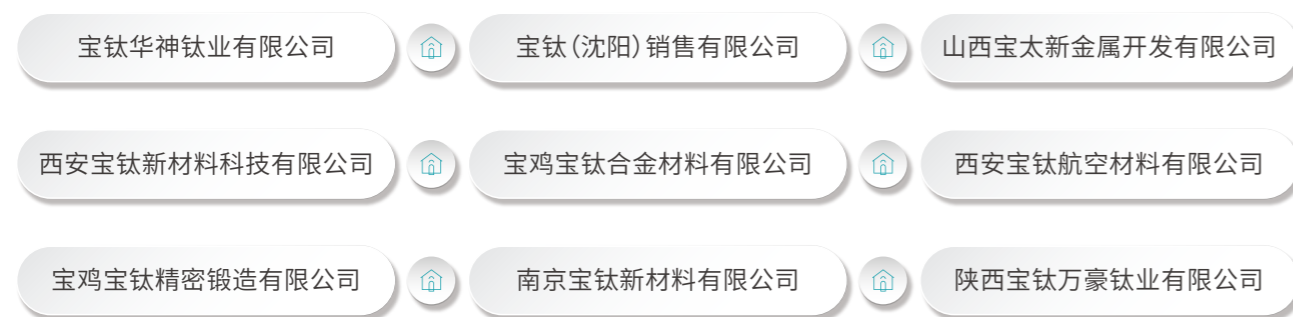 宝钛华神钛业有限公司
宝钛(沈阳)销售有限公司
山西宝太新金属开发有限公司
西安宝钛新材料科技有限公司
宝鸡宝钛合金材料有限公司
西安宝钛航空材料有限公司
宝鸡宝钛精密锻造有限公司
南京宝钛新材料有限公司
陕西宝钛万豪钛业有限公司